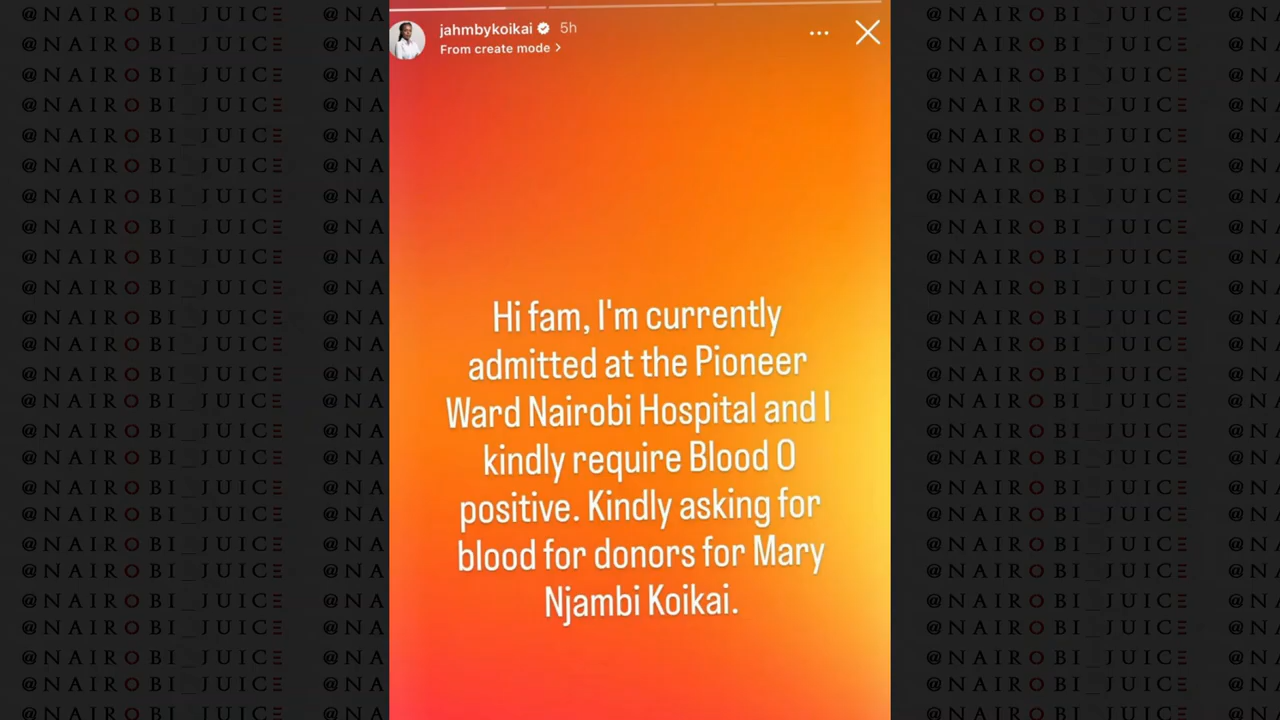 jahmbykoikai 5h
From create mode >
Hi fam, I'm currently
admitted at the Pioneer
Ward Nairobi Hospital and I
kindly require Blood O
positive. Kindly asking for
blood for donors for Mary
Njambi Koikai.
@NAIROBI_JUICE